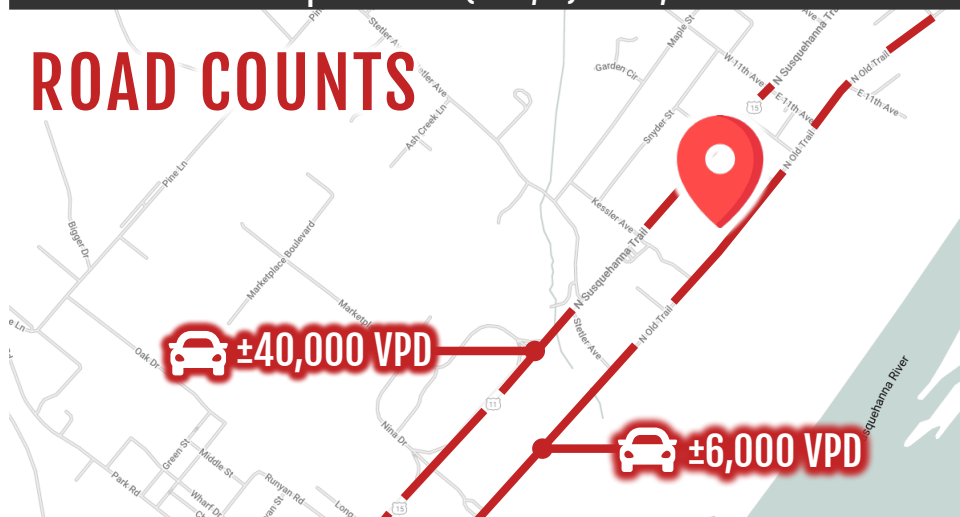 ROAD COUNTS
Stetler Ave
Maple St
N Susquehanna Trail
W 11th Ave
N Old Trail
Garden Cir
15
E 11th Ave
E 11th Ave
Ash Creek Ln
Snyder St
N Old Trail
Pine Ln
Kessler Ave
Bigger Dr
Marketplace Boulevard
N Susquehanna Trail
N Old Trail
Stetler Ave
±40,000 VPD
Oak Dr
11
Nina Dr
±6,000 VPD
Green St
Middle St
Park Rd
Runyan Rd
Wharf Dr
15